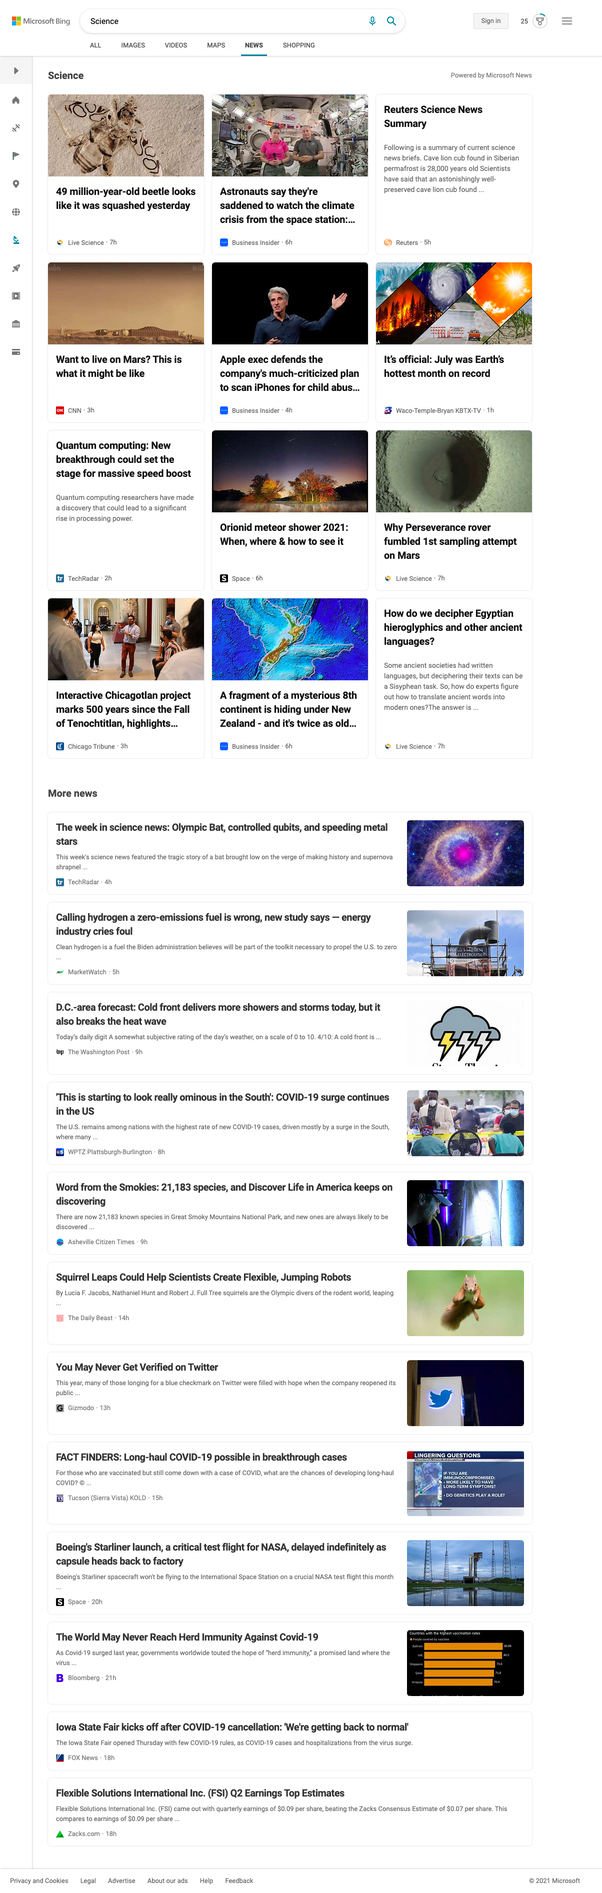 Microsoft Bing
Science
Sign in
25
ALL IMAGES VIDEOS MAPS NEWS SHOPPING
Science
Powered by Microsoft News
49 million-year-old beetle looks
like it was squashed yesterday
Live Science · 7h
Astronauts say they're
saddened to watch the climate
crisis from the space station:...
Business Insider · 6h
Reuters Science News
Summary
Following is a summary of current science
news briefs. Cave lion cub found in Siberian
permafrost is 28,000 years old Scientists
have said that an astonishingly well-
preserved cave lion cub found ...
Reuters · 5h
Want to live on Mars? This is
what it might be like
CNN · 3h
Apple exec defends the
company's much-criticized plan
to scan iPhones for child abus...
Business Insider · 4h
It's official: July was Earth's
hottest month on record
Waco-Temple-Bryan KBTX-TV · 1h
Quantum computing: New
breakthrough could set the
stage for massive speed boost
Quantum computing researchers have made
a discovery that could lead to a significant
rise in processing power.
TechRadar · 2h
Orionid meteor shower 2021:
When, where & how to see it
Space · 6h
Why Perseverance rover
fumbled 1st sampling attempt
on Mars
Live Science · 7h
Interactive Chicagotlan project
marks 500 years since the Fall
of Tenochtitlan, highlights...
Chicago Tribune · 3h
A fragment of a mysterious 8th
continent is hiding under New
Zealand - and it's twice as old...
Business Insider · 6h
How do we decipher Egyptian
hieroglyphics and other ancient
languages?
Some ancient societies had written
languages, but deciphering their texts can be
a Sisyphean task. So, how do experts figure
out how to translate ancient words into
modern ones?The answer is ...
Live Science · 7h
More news
The week in science news: Olympic Bat, controlled qubits, and speeding metal
stars
This week's science news featured the tragic story of a bat brought low on the verge of making history and supernova
shrapnel ...
TechRadar · 4h
Calling hydrogen a zero-emissions fuel is wrong, new study says — energy
industry cries foul
Clean hydrogen is a fuel the Biden administration believes will be part of the toolkit necessary to propel the U.S. to zero
...
MarketWatch · 5h
D.C.-area forecast: Cold front delivers more showers and storms today, but it
also breaks the heat wave
Today's daily digit A somewhat subjective rating of the day's weather, on a scale of 0 to 10. 4/10: A cold front is ...
The Washington Post · 9h
'This is starting to look really ominous in the South': COVID-19 surge continues
in the US
The U.S. remains among nations with the highest rate of new COVID-19 cases, driven mostly by a surge in the South,
where many ...
WPTZ Plattsburgh-Burlington · 8h
Word from the Smokies: 21,183 species, and Discover Life in America keeps on
discovering
There are now 21,183 known species in Great Smoky Mountains National Park, and new ones are always likely to be
discovered ...
Asheville Citizen Times · 9h
Squirrel Leaps Could Help Scientists Create Flexible, Jumping Robots
By Lucia F. Jacobs, Nathaniel Hunt and Robert J. Full Tree squirrels are the Olympic divers of the rodent world, leaping
...
The Daily Beast · 14h
You May Never Get Verified on Twitter
This year, many of those longing for a blue checkmark on Twitter were filled with hope when the company reopened its
public ...
Gizmodo · 13h
FACT FINDERS: Long-haul COVID-19 possible in breakthrough cases
For those who are vaccinated but still come down with a case of COVID, what are the chances of developing long-haul
COVID? © ...
Tucson (Sierra Vista) KOLD · 15h
LINGERING QUESTIONS
IF YOU ARE
IMMUNOCOMPROMISED:
- MORE LIKELY TO HAVE
LONG-TERM SYMPTOMS?
- DO GENETICS PLAY A ROLE?
Boeing's Starliner launch, a critical test flight for NASA, delayed indefinitely as
capsule heads back to factory
Boeing's Starliner spacecraft won't be flying to the International Space Station on a crucial NASA test flight this month
...
Space · 20h
The World May Never Reach Herd Immunity Against Covid-19
As Covid-19 surged last year, governments worldwide touted the hope of "herd immunity," a promised land where the
virus ...
Bloomberg · 21h
Countries with the highest vaccination rates
Iowa State Fair kicks off after COVID-19 cancellation: 'We're getting back to normal'
The Iowa State Fair opened Thursday with few COVID-19 rules, as COVID-19 cases and hospitalizations from the virus surge.
FOX News · 18h
Flexible Solutions International Inc. (FSI) Q2 Earnings Top Estimates
Flexible Solutions International Inc. (FSI) came out with quarterly earnings of $0.09 per share, beating the Zacks Consensus Estimate of $0.07 per share. This
compares to earnings of $0.09 per share ...
Zacks.com · 18h
Privacy and Cookies Legal Advertise About our ads Help Feedback
© 2021 Microsoft